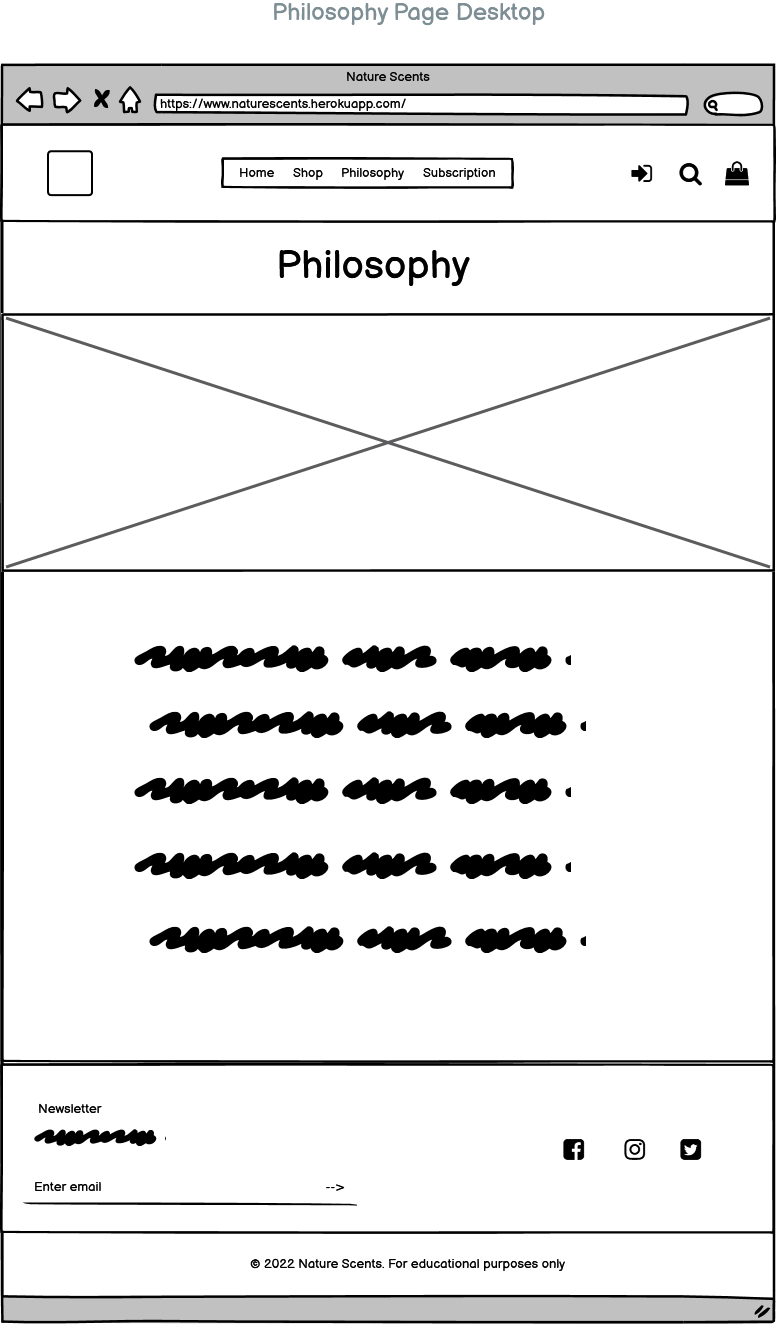 Philosophy Page Desktop
Nature Scents
https://www.naturescents.herokuapp.com/
Home Shop Philosophy Subscription
Philosophy
Newsletter
Enter email -->
© 2022 Nature Scents. For educational purposes only